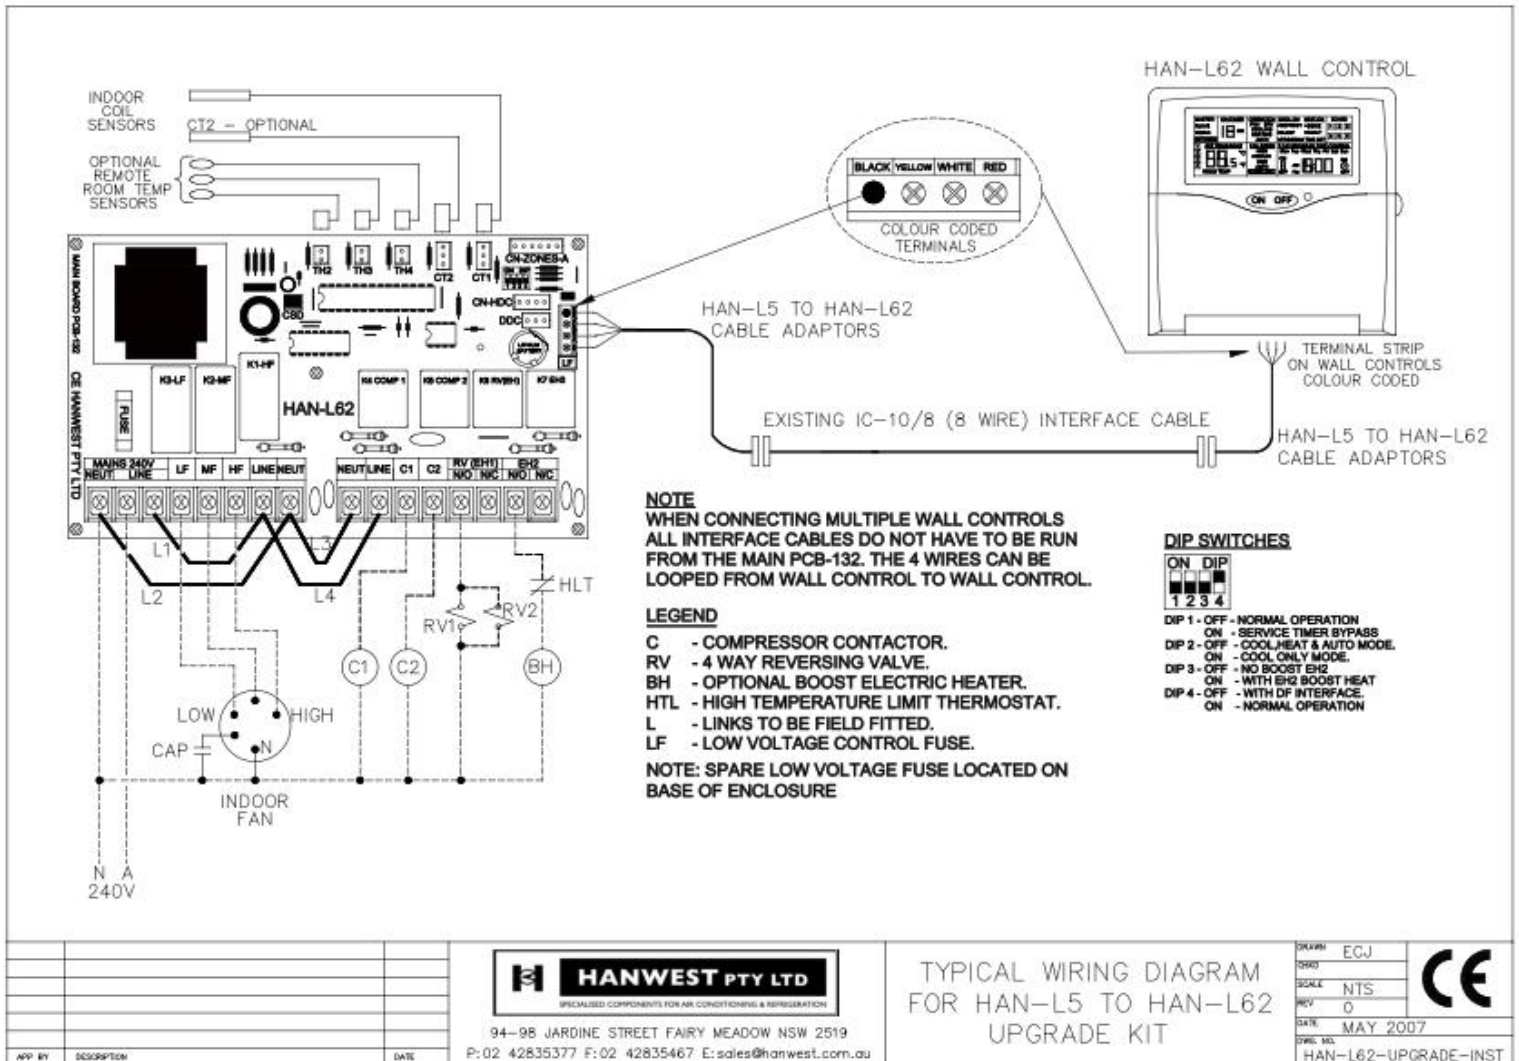 HAN-L62 WALL CONTROL
INDOOR
COIL
SENSORS
CT2 - OPTIONAL
OPTIONAL
REMOTE
ROOM TEMP
SENSORS
BLACK YELLOW WHITE RED
COLOUR CODED
TERMINALS
ON OFF
MAIN BOARD PCB-132
CE HANWEST PTY LTD
TH2 TH3 TH4 CT2 CT1
CN-ZONES-A
CN-HDC
DDC
LF
K3-LF K2-MF K1-HF
HAN-L62
K4 COMP 1 K5 COMP 2 K6 RV(EH1) K7 EH2
FUSE
MAINS 240V
NEUT LINE LF MF HF LINE NEUT
NEUT LINE C1 C2 RV (EH1) EH2
N/O N/C N/O N/C
HAN-L5 TO HAN-L62
CABLE ADAPTORS
TERMINAL STRIP
ON WALL CONTROLS
COLOUR CODED
EXISTING IC-10/8 (8 WIRE) INTERFACE CABLE
HAN-L5 TO HAN-L62
CABLE ADAPTORS
L1
L2
L3
L4
HLT
RV1
RV2
C1
C2
BH
LOW
HIGH
CAP
N
INDOOR
FAN
N A
240V
NOTE
WHEN CONNECTING MULTIPLE WALL CONTROLS
ALL INTERFACE CABLES DO NOT HAVE TO BE RUN
FROM THE MAIN PCB-132. THE 4 WIRES CAN BE
LOOPED FROM WALL CONTROL TO WALL CONTROL.
LEGEND
C - COMPRESSOR CONTACTOR.
RV - 4 WAY REVERSING VALVE.
BH - OPTIONAL BOOST ELECTRIC HEATER.
HTL - HIGH TEMPERATURE LIMIT THERMOSTAT.
L - LINKS TO BE FIELD FITTED.
LF - LOW VOLTAGE CONTROL FUSE.
NOTE: SPARE LOW VOLTAGE FUSE LOCATED ON
BASE OF ENCLOSURE
DIP SWITCHES
ON DIP
1 2 3 4
DIP 1 - OFF - NORMAL OPERATION
ON - SERVICE TIMER BYPASS
DIP 2 - OFF - COOL,HEAT & AUTO MODE.
ON - COOL ONLY MODE.
DIP 3 - OFF - NO BOOST EH2
ON - WITH EH2 BOOST HEAT
DIP 4 - OFF - WITH DF INTERFACE.
ON - NORMAL OPERATION
APP BY DESCRIPTION DATE
HANWEST PTY LTD
SPECIALISED COMPONENTS FOR AIR CONDITIONING & REFRIGERATION
94-98 JARDINE STREET FAIRY MEADOW NSW 2519
P:02 42835377 F:02 42835467 E:sales@hanwest.com.au
TYPICAL WIRING DIAGRAM
FOR HAN-L5 TO HAN-L62
UPGRADE KIT
DRAWN ECJ
CHKD
SCALE NTS
REV 0
DATE MAY 2007
DWG. NO.
HAN-L62-UPGRADE-INST
CE